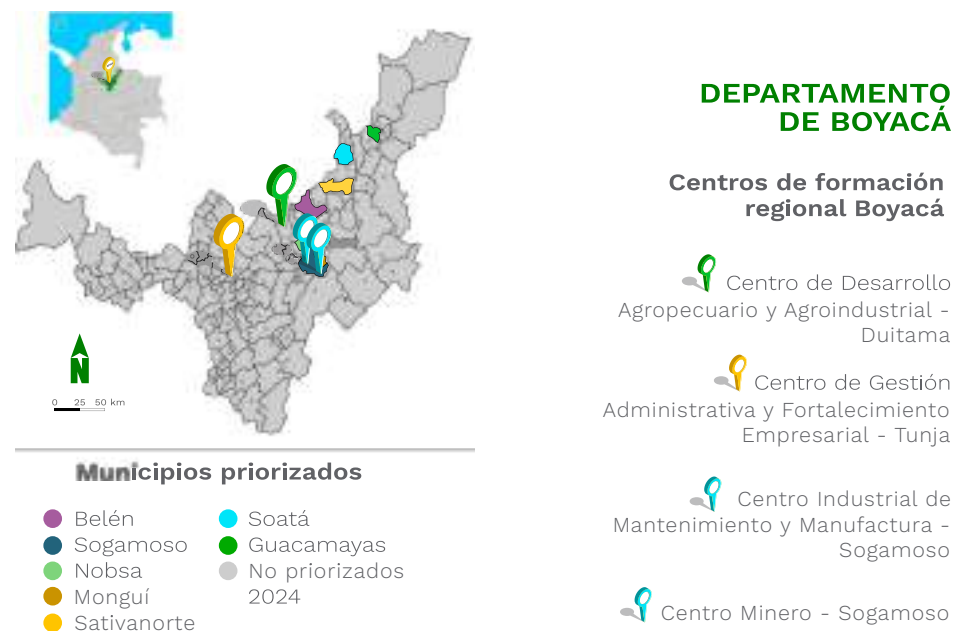 DEPARTAMENTO
DE BOYACÁ
Centros de formación
regional Boyacá
Centro de Desarrollo
Agropecuario y Agroindustrial -
Duitama
Centro de Gestión
Administrativa y Fortalecimiento
Empresarial - Tunja
Centro Industrial de
Mantenimiento y Manufactura -
Sogamoso
Centro Minero - Sogamoso
N
0 25 50 km
Municipios priorizados
Belén
Sogamoso
Nobsa
Monguí
Sativanorte
Soatá
Guacamayas
No priorizados
2024